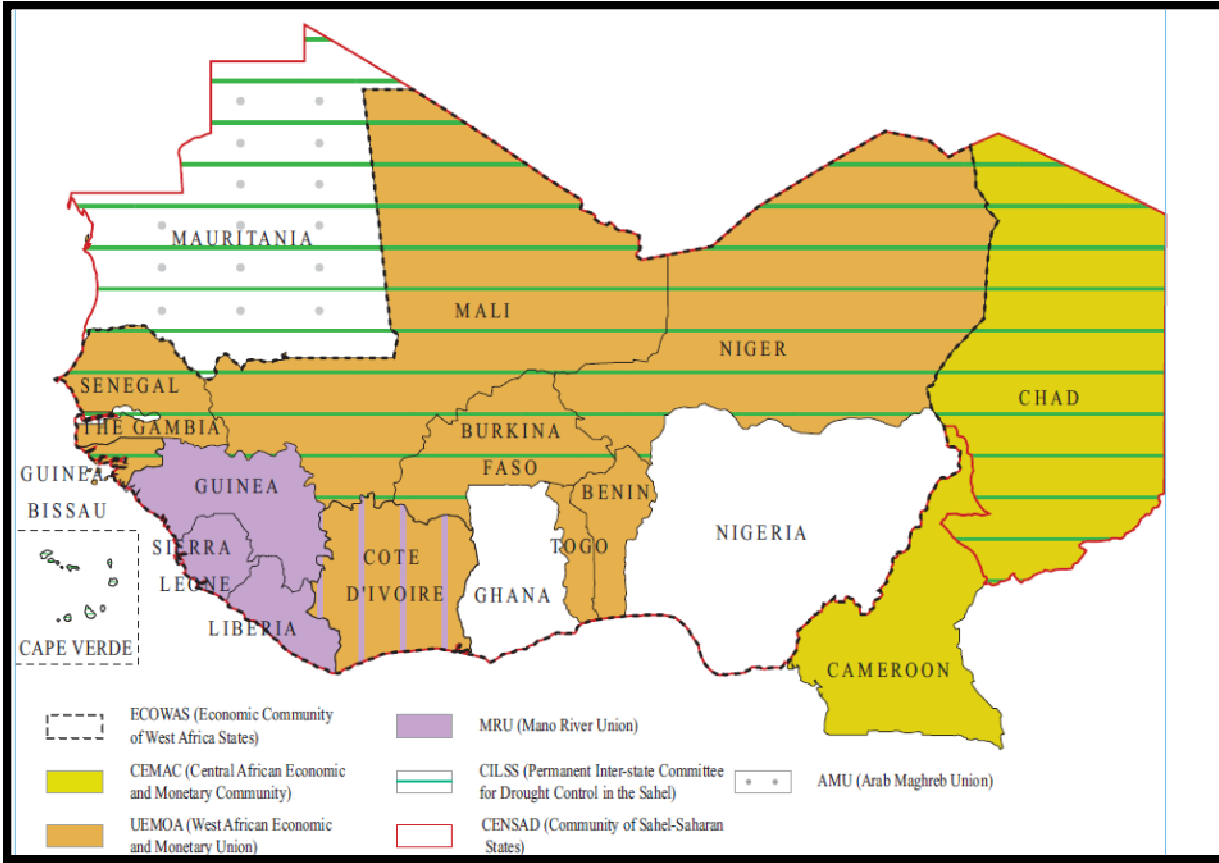 MAURITANIA
MALI
NIGER
SENEGAL
CHAD
THE GAMBIA
BURKINA
FASO
GUINEA
BISSAU
GUINEA
BENIN
NIGERIA
SIERRA
LEONE
COTE
D'IVOIRE
TOGO
GHANA
LIBERIA
CAPE VERDE
CAMEROON
ECOWAS (Economic Community
of West Africa States)
MRU (Mano River Union)
CEMAC (Central African Economic
and Monetary Community)
CILSS (Permanent Inter-state Committee
for Drought Control in the Sahel)
AMU (Arab Maghreb Union)
UEMOA (West African Economic
and Monetary Union)
CENSAD (Community of Sahel-Saharan
States)